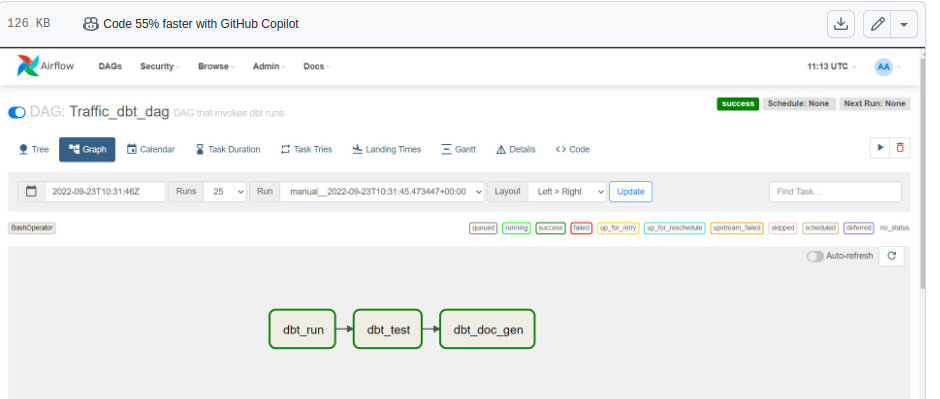 126 KB Code 55% faster with GitHub Copilot
Airflow DAGs Security Browse Admin Docs 11:13 UTC AA
DAG: Traffic_dbt_dag DAG that invokes dbt runs success Schedule: None Next Run: None
Tree Graph Calendar Task Duration Task Tries Landing Times Gantt Details <> Code
2022-09-23T10:31:46Z Runs 25 Run manual__2022-09-23T10:31:45.473447+00:00 Layout Left > Right Update Find Task...
BashOperator queued running success failed up_for_retry up_for_reschedule upstream_failed skipped scheduled deferred no_status
Auto-refresh
dbt_run dbt_test dbt_doc_gen